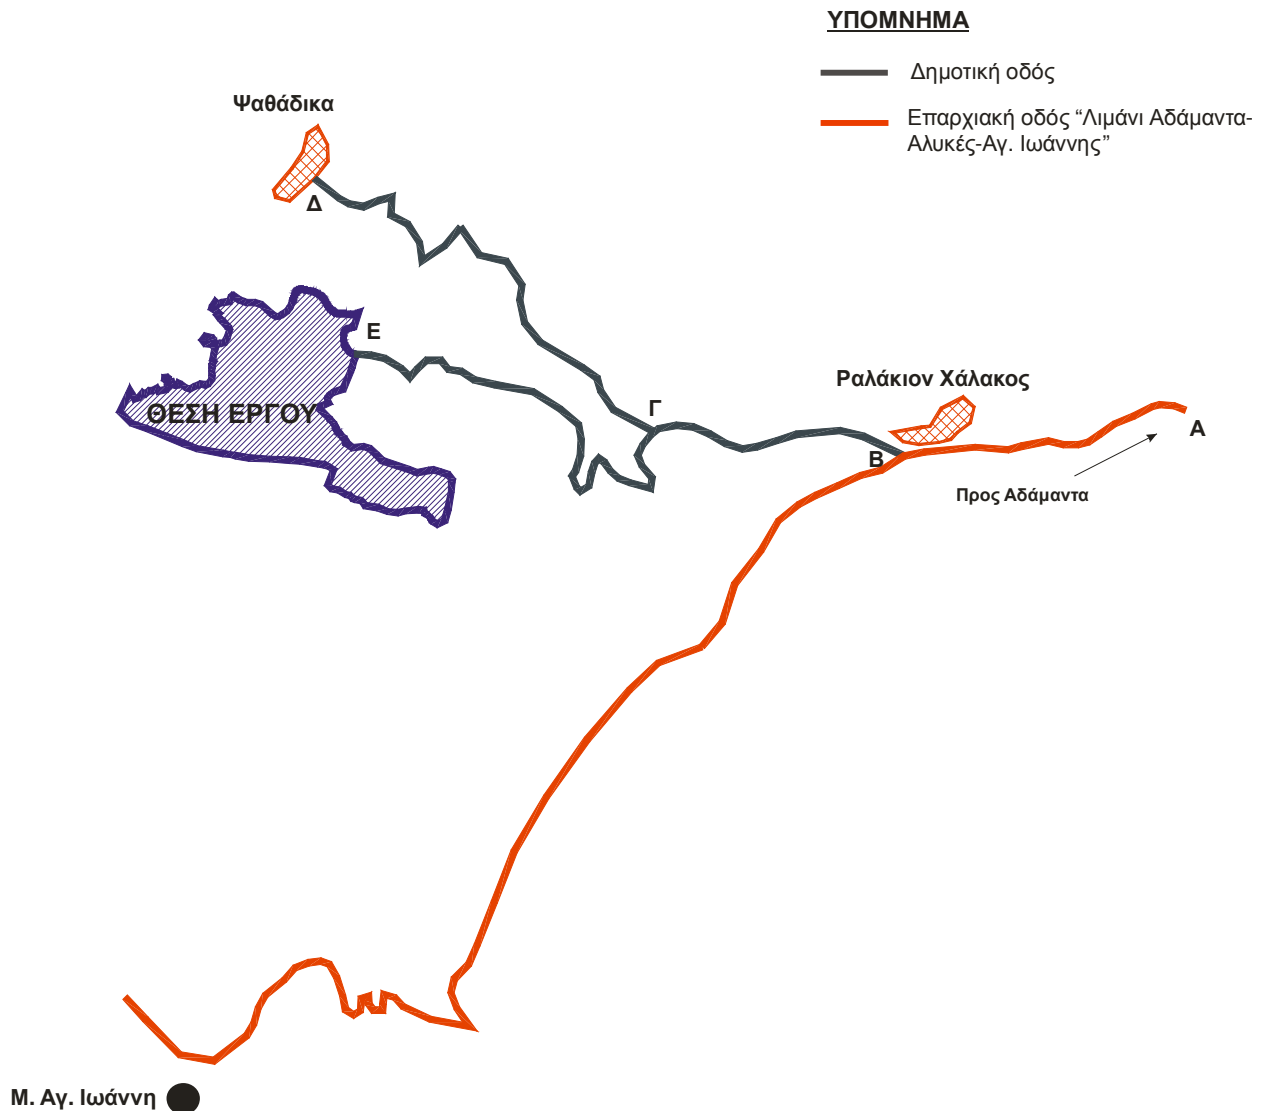 ΥΠΟΜΝΗΜΑ
Δημοτική οδός
Επαρχιακή οδός “Λιμάνι Αδάμαντα-
Αλυκές-Αγ. Ιωάννης”
Ψαθάδικα
Δ
Ε
ΘΕΣΗ ΕΡΓΟΥ
Γ
Ραλάκιον Χάλακος
Β
Α
Προς Αδάμαντα
Μ. Αγ. Ιωάννη